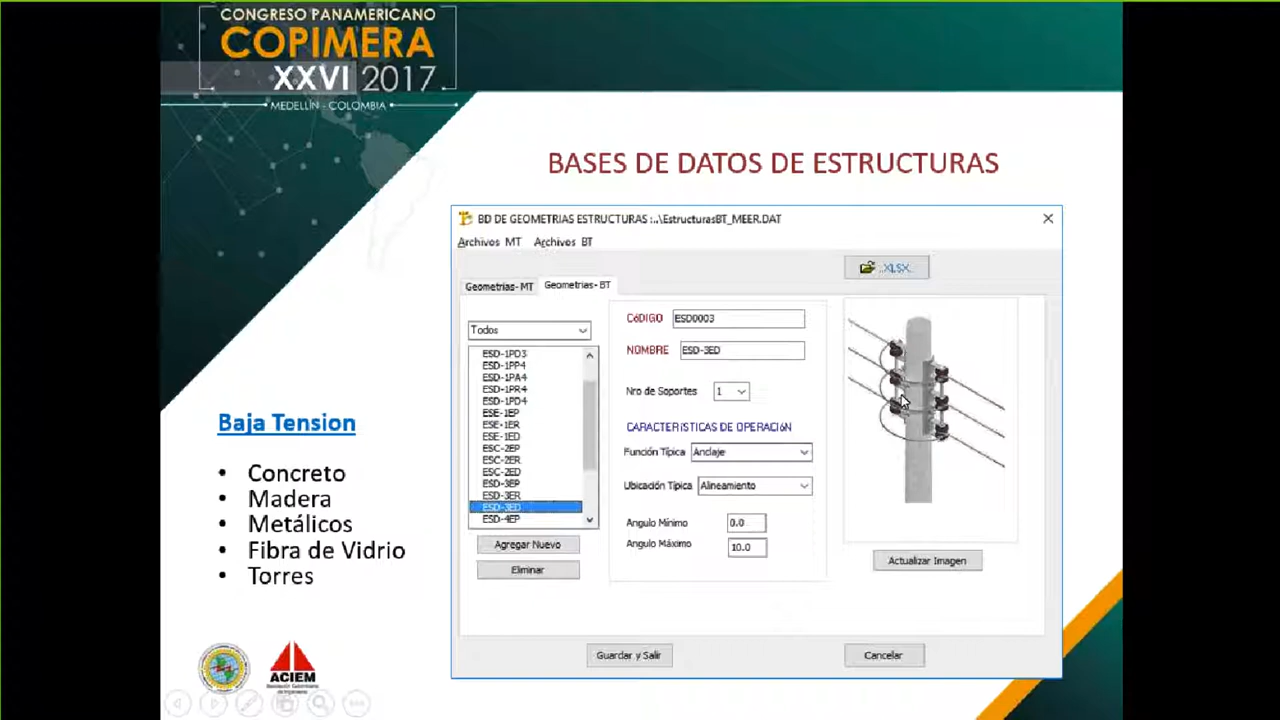 CONGRESO PANAMERICANO
COPIMERA
XXVI 2017
MEDELLÍN - COLOMBIA
BASES DE DATOS DE ESTRUCTURAS
BD DE GEOMETRIAS ESTRUCTURAS :..\EstructurasBT_MEER.DAT
Archivos MT Archivos BT
..XLSX..
Geometrias- MT Geometrias- BT
Todos
ESD-1PD3
ESD-1PP4
ESD-1PA4
ESD-1PR4
ESD-1PD4
ESE-1EP
ESE-1ER
ESE-1ED
ESC-2EP
ESC-2ER
ESC-2ED
ESD-3EP
ESD-3ER
ESD-3ED
ESD-4EP
Agregar Nuevo
Eliminar
CóDIGO ESD0003
NOMBRE ESD-3ED
Nro de Soportes 1
CARACTERíSTICAS DE OPERACIóN
Función Típica Anclaje
Ubicación Típica Alineamiento
Angulo Mínimo 0.0
Angulo Máximo 10.0
Actualizar Imagen
Guardar y Salir Cancelar
Baja Tension
• Concreto
• Madera
• Metálicos
• Fibra de Vidrio
• Torres
ACIEM